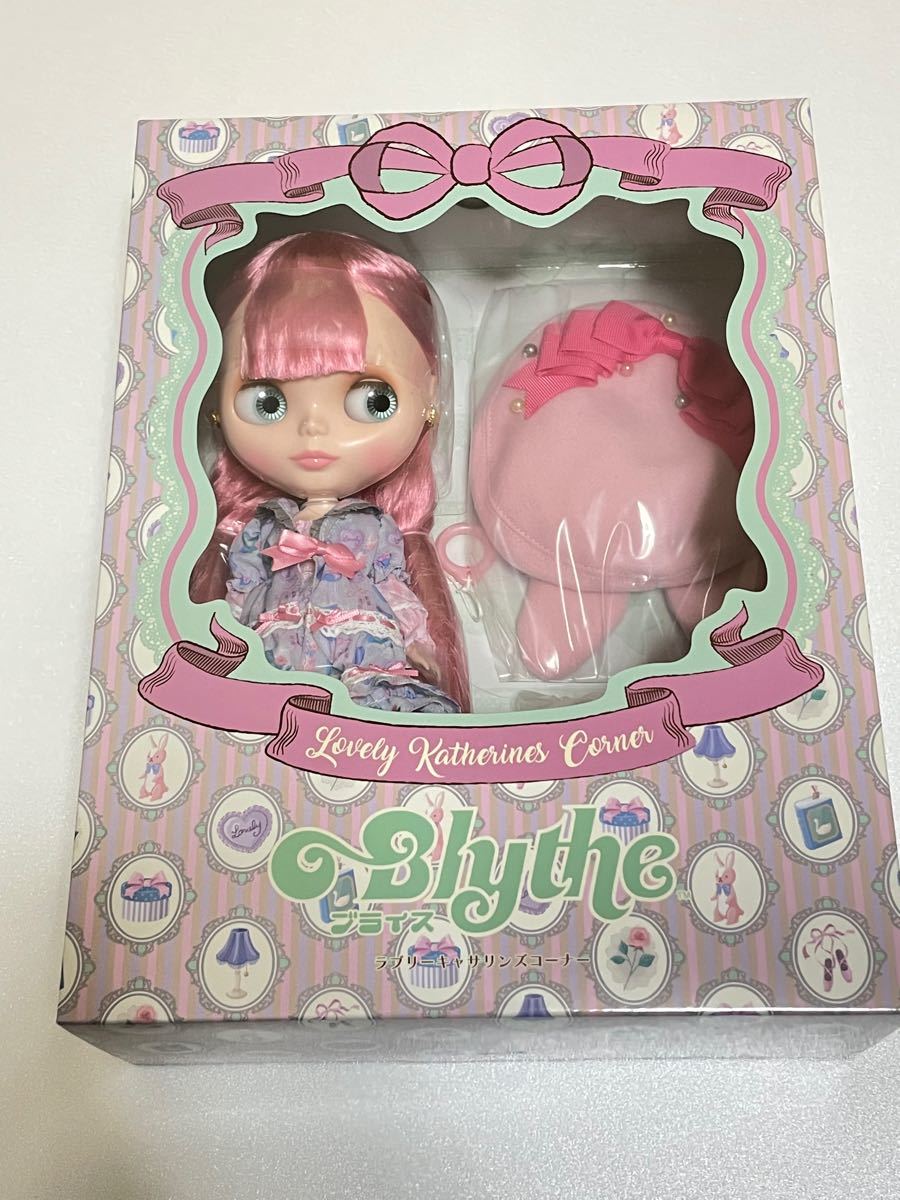 Lovely Katherines Corner
Blythe
ブライス
ラブリーキャサリンズコーナー
Lovely